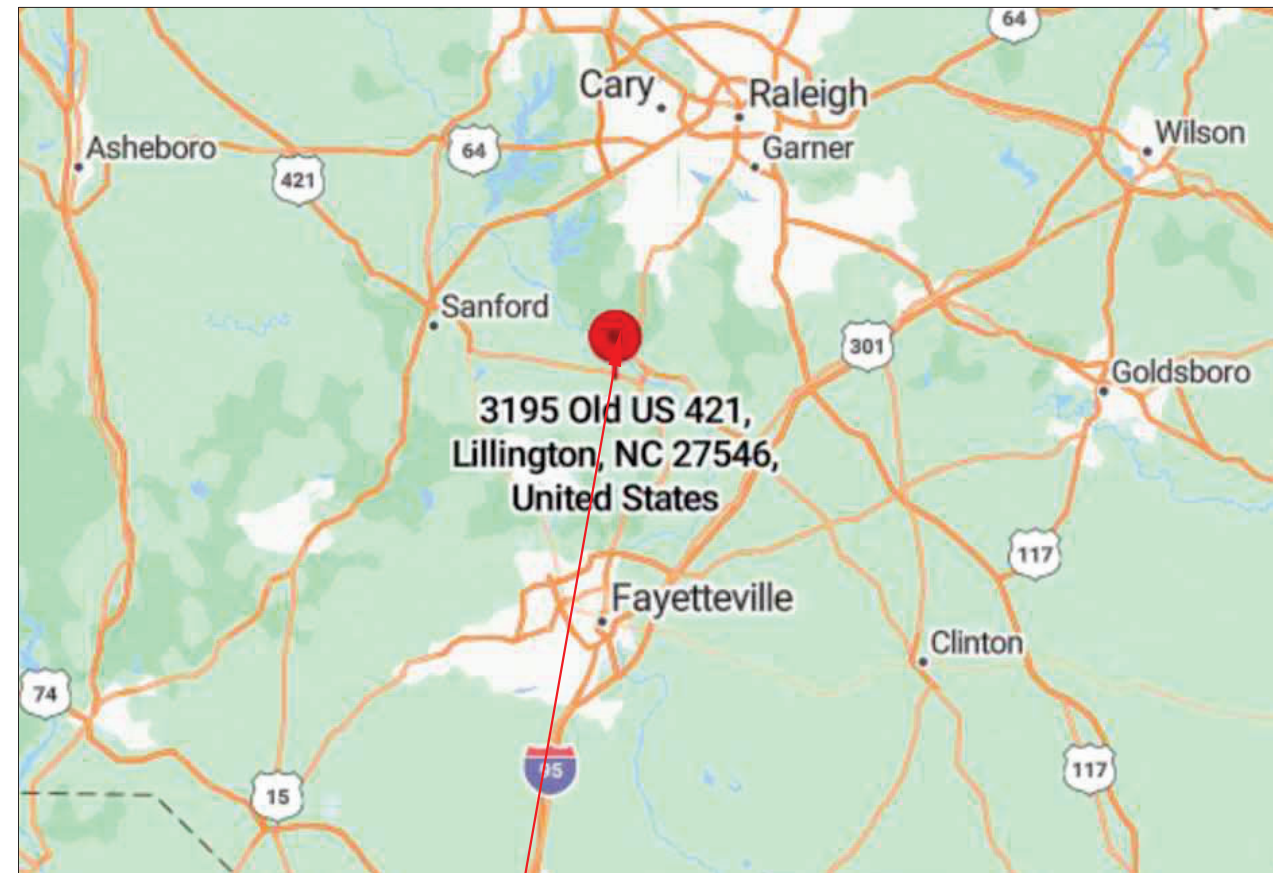 64
Cary
Raleigh
Asheboro
64
Garner
Wilson
421
Sanford
301
Goldsboro
3195 Old US 421,
Lillington, NC 27546,
United States
117
Fayetteville
Clinton
74
95
117
15